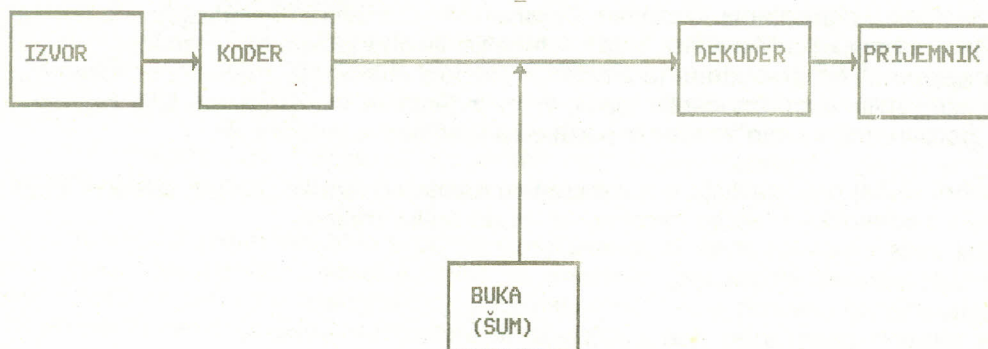 IZVOR
KODER
DEKODER
PRIJEMNIK
BUKA
(ŠUM)